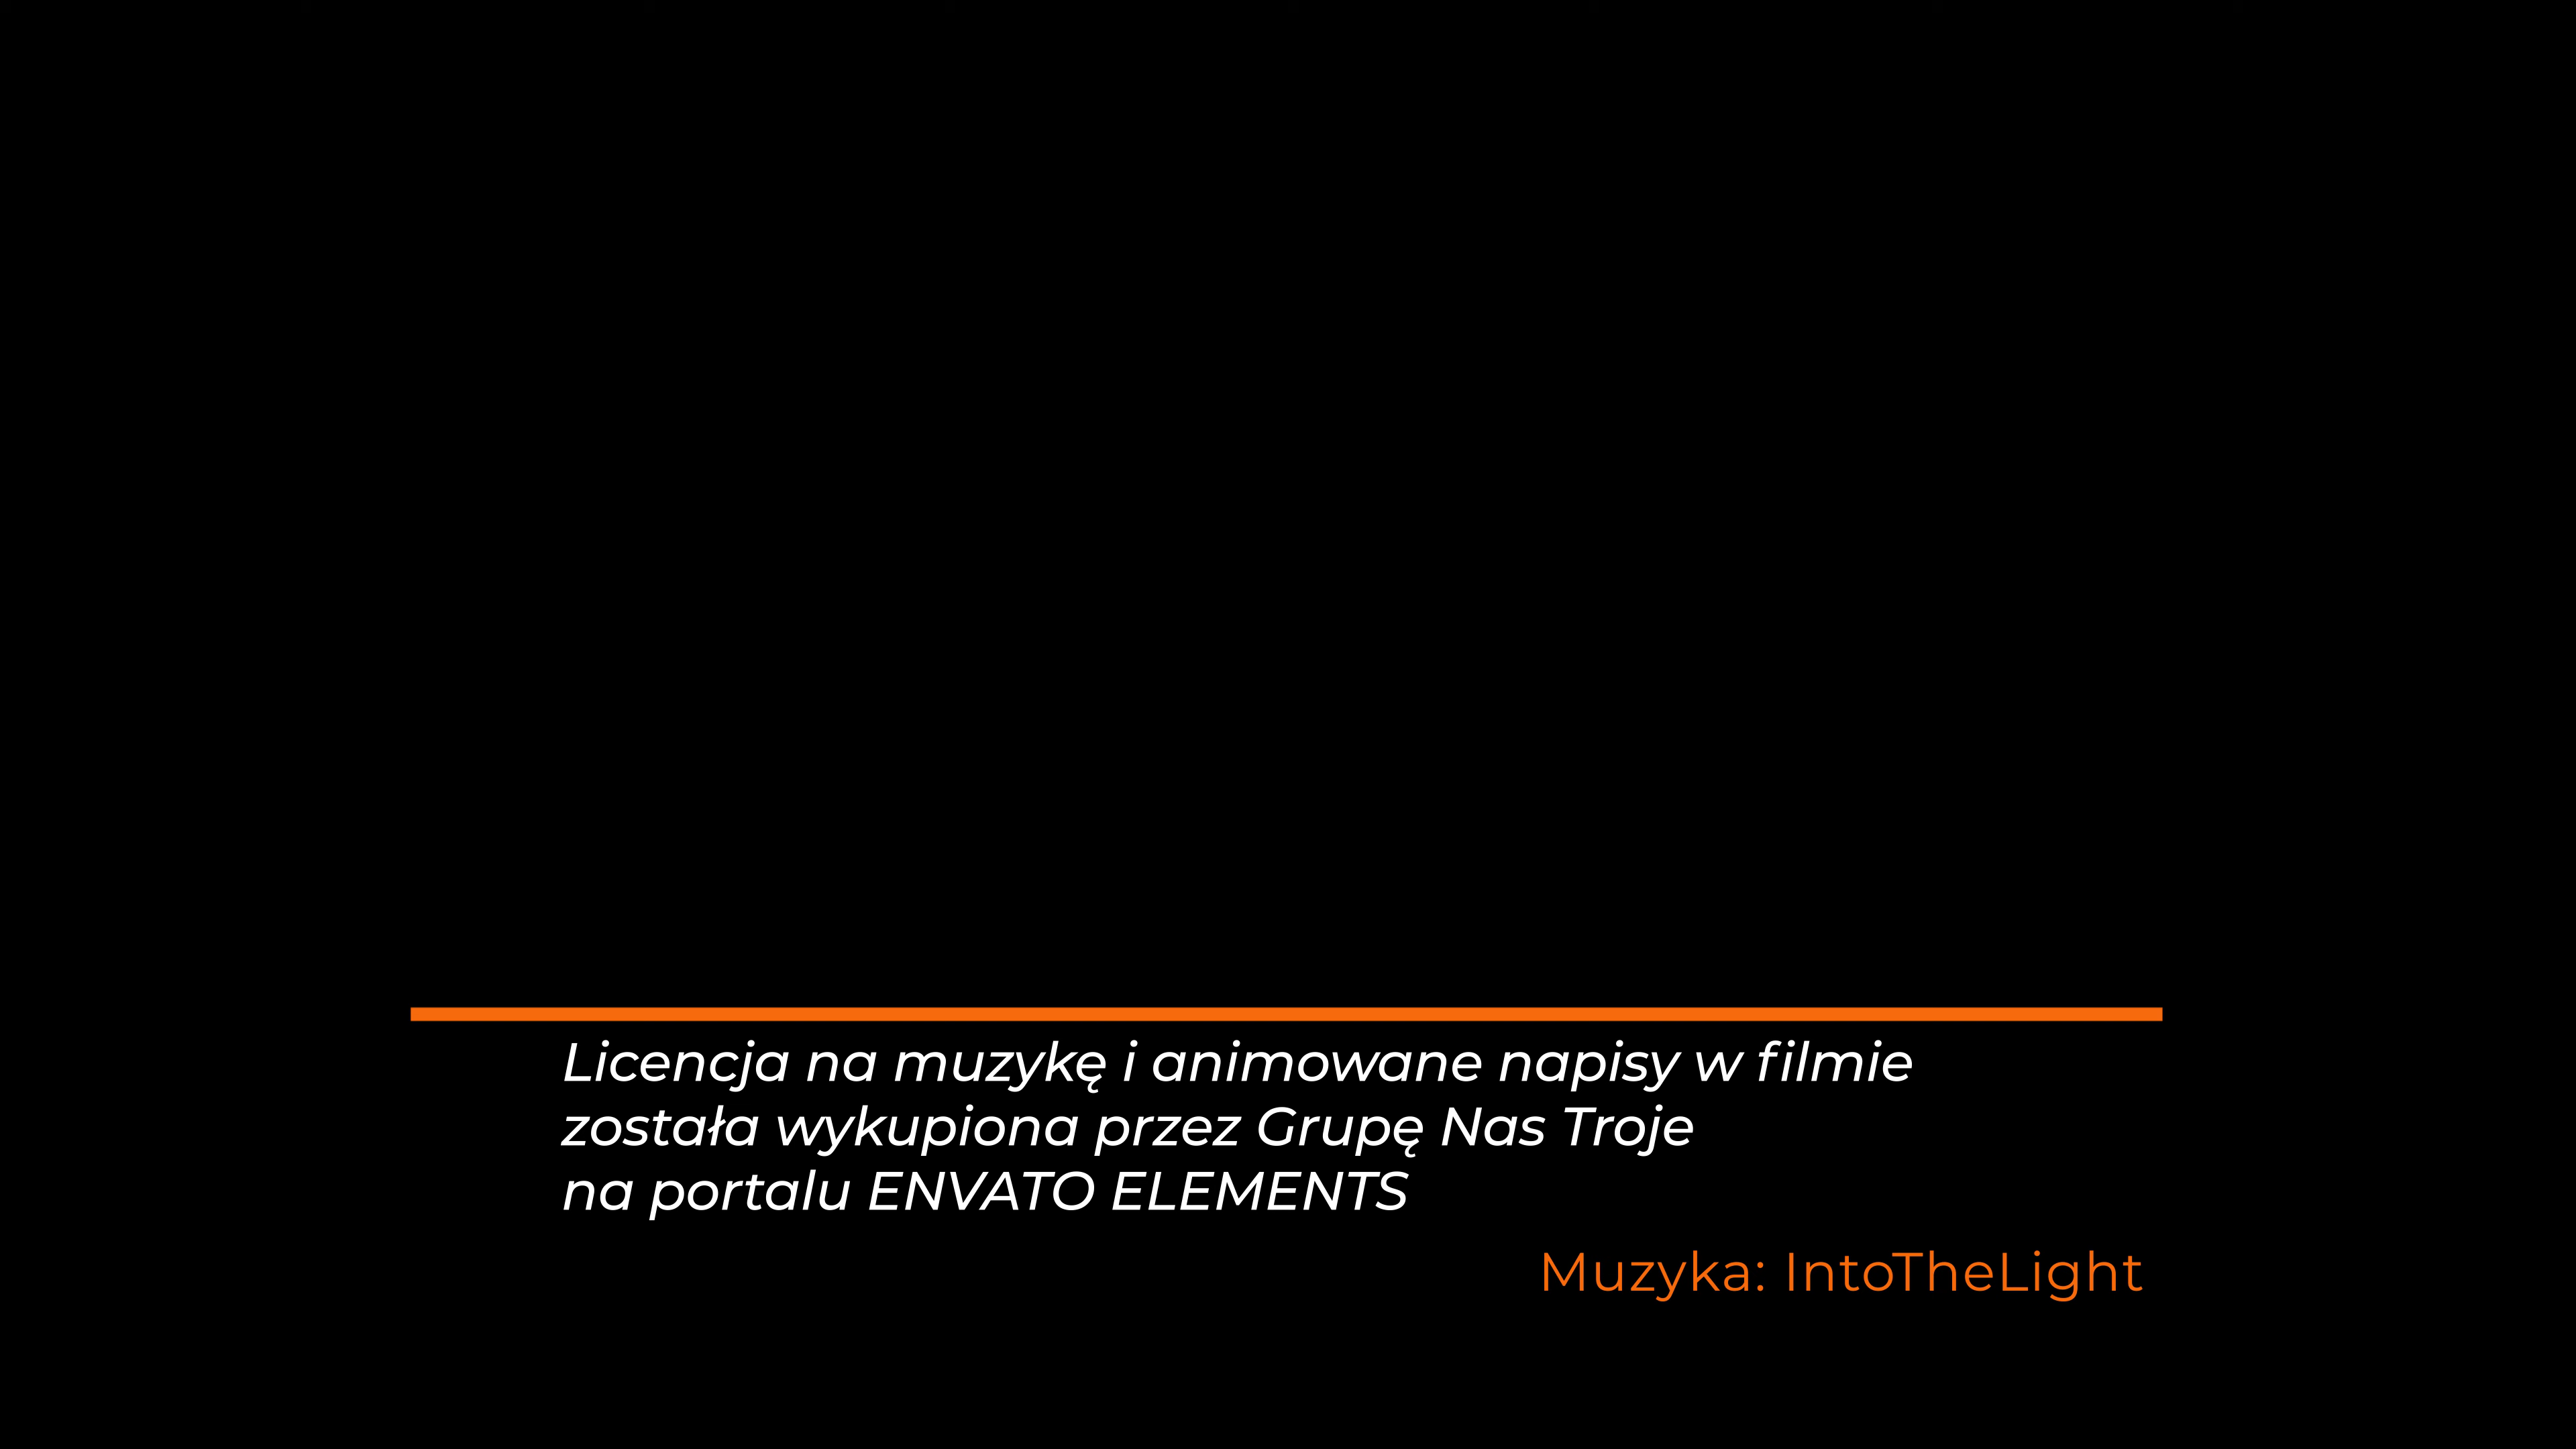 Licencja na muzykę i animowane napisy w filmie
została wykupiona przez Grupę Nas Troje
na portalu ENVATO ELEMENTS
Muzyka: IntoTheLight